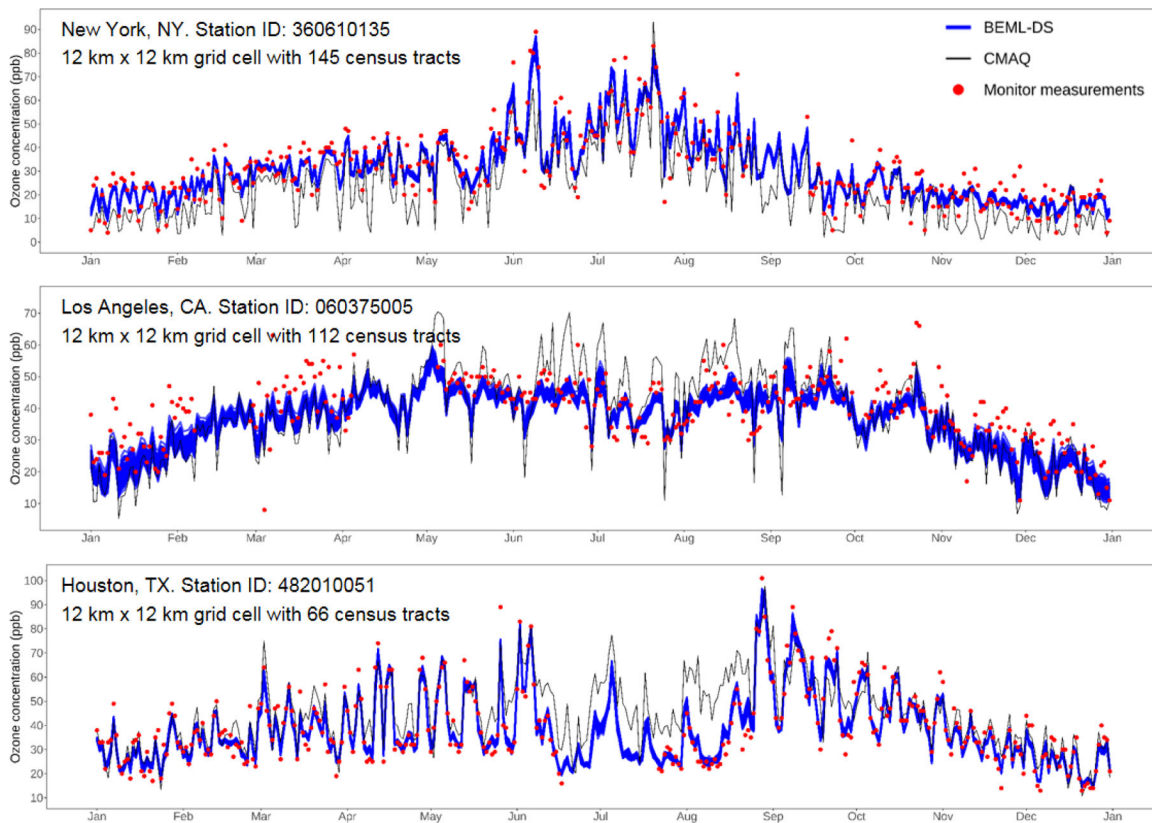 New York, NY. Station ID: 360610135
12 km x 12 km grid cell with 145 census tracts
BEML-DS
CMAQ
Monitor measurements
Ozone concentration (ppb)
90
80
70
60
50
40
30
20
10
0
Jan Feb Mar Apr May Jun Jul Aug Sep Oct Nov Dec Jan
Los Angeles, CA. Station ID: 060375005
12 km x 12 km grid cell with 112 census tracts
Ozone concentration (ppb)
70
60
50
40
30
20
10
Jan Feb Mar Apr May Jun Jul Aug Sep Oct Nov Dec Jan
Houston, TX. Station ID: 482010051
12 km x 12 km grid cell with 66 census tracts
Ozone concentration (ppb)
100
90
80
70
60
50
40
30
20
10
Jan Feb Mar Apr May Jun Jul Aug Sep Oct Nov Dec Jan